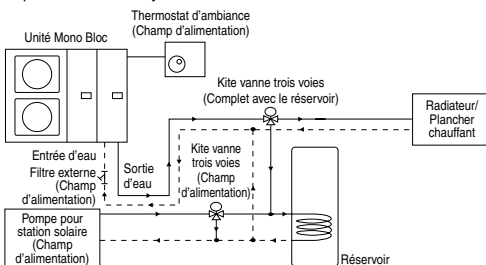 Thermostat d'ambiance
(Champ d'alimentation)
Unité Mono Bloc
Kite vanne trois voies
(Complet avec le réservoir)
Radiateur/
Plancher
chauffant
Entrée d'eau
Filtre externe
(Champ
d'alimentation)
Sortie
d'eau
Kite vanne
trois voies
(Champ
d'alimentation)
Pompe pour
station solaire
(Champ
d'alimentation)
Réservoir